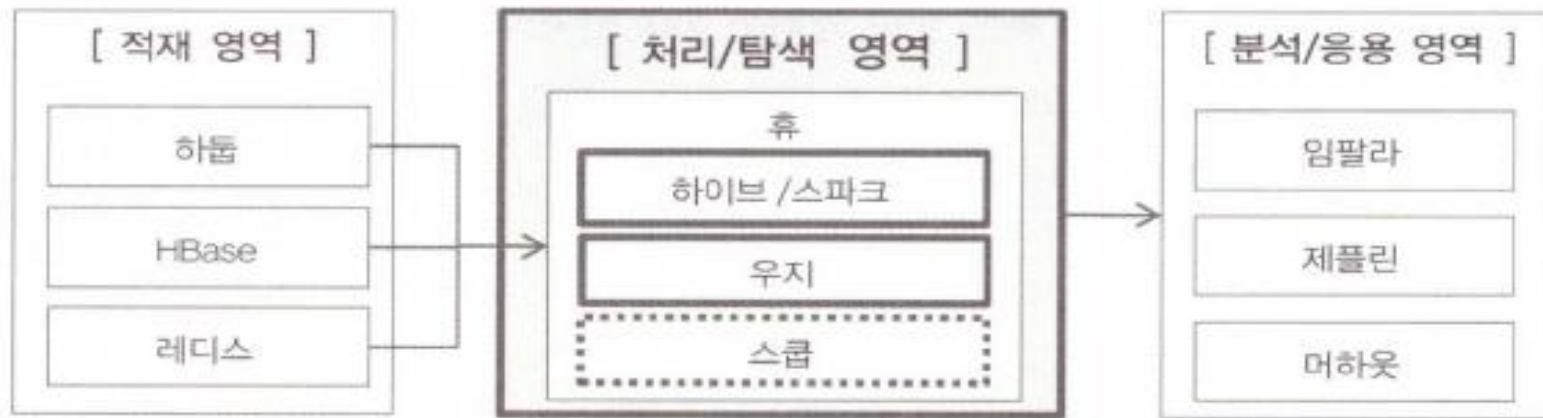 [ 적재 영역 ]
하둡
HBase
레디스
[ 처리/탐색 영역 ]
휴
하이브 /스파크
우지
스쿱
[ 분석/응용 영역 ]
임팔라
제플린
머하웃